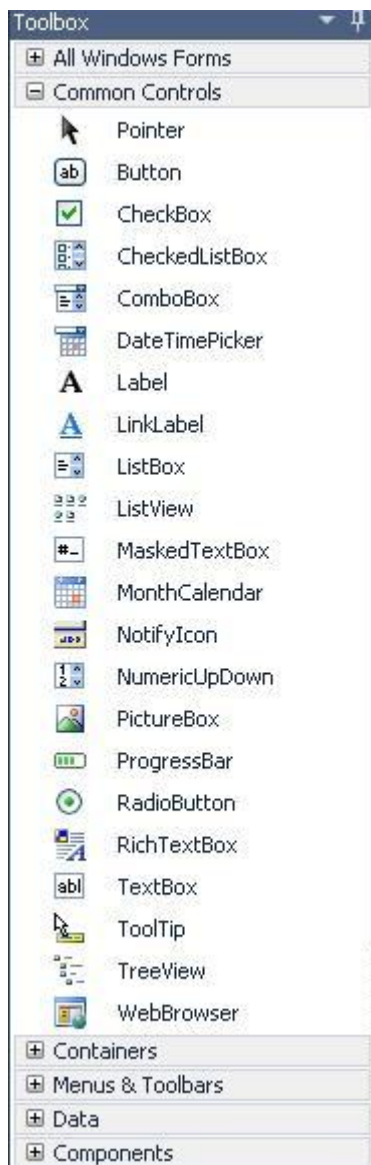 Toolbox
All Windows Forms
Common Controls
Pointer
Button
CheckBox
CheckedListBox
ComboBox
DateTimePicker
Label
LinkLabel
ListBox
ListView
MaskedTextBox
MonthCalendar
NotifyIcon
NumericUpDown
PictureBox
ProgressBar
RadioButton
RichTextBox
TextBox
ToolTip
TreeView
WebBrowser
Containers
Menus & Toolbars
Data
Components